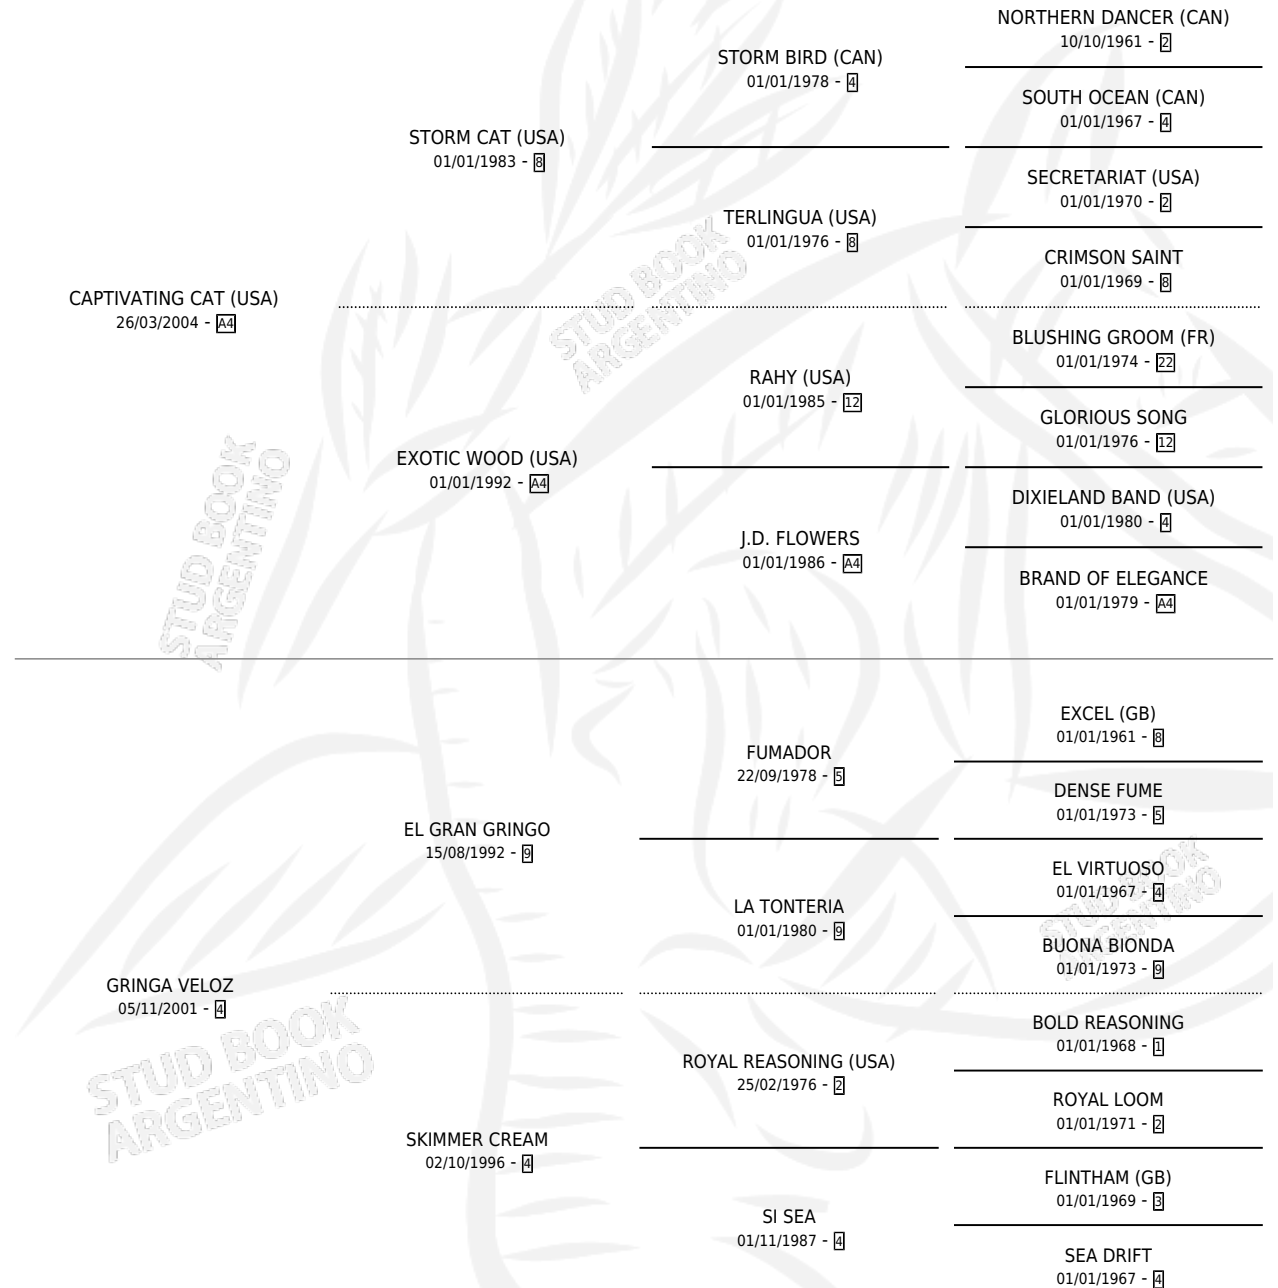 NORTHERN DANCER (CAN)
10/10/1961 - 2
STORM BIRD (CAN)
01/01/1978 - 4
SOUTH OCEAN (CAN)
01/01/1967 - 4
STORM CAT (USA)
01/01/1983 - 8
SECRETARIAT (USA)
01/01/1970 - 2
TERLINGUA (USA)
01/01/1976 - 8
CRIMSON SAINT
01/01/1969 - 8
CAPTIVATING CAT (USA)
26/03/2004 - A4
BLUSHING GROOM (FR)
01/01/1974 - 22
RAHY (USA)
01/01/1985 - 12
GLORIOUS SONG
01/01/1976 - 12
EXOTIC WOOD (USA)
01/01/1992 - A4
DIXIELAND BAND (USA)
01/01/1980 - 4
J.D. FLOWERS
01/01/1986 - A4
BRAND OF ELEGANCE
01/01/1979 - A4
STUD BOOK
ARGENTINO
STUD BOOK
ARGENTINO
EXCEL (GB)
01/01/1961 - 8
FUMADOR
22/09/1978 - 5
DENSE FUME
01/01/1973 - 5
EL GRAN GRINGO
15/08/1992 - 9
EL VIRTUOSO
01/01/1967 - 4
LA TONTERIA
01/01/1980 - 9
BUONA BIONDA
01/01/1973 - 9
STUD BOOK
ARGENTINO
GRINGA VELOZ
05/11/2001 - 4
BOLD REASONING
01/01/1968 - 1
ROYAL REASONING (USA)
25/02/1976 - 2
ROYAL LOOM
01/01/1971 - 2
STUD BOOK
ARGENTINO
SKIMMER CREAM
02/10/1996 - 4
FLINTHAM (GB)
01/01/1969 - 3
SI SEA
01/11/1987 - 4
SEA DRIFT
01/01/1967 - 4